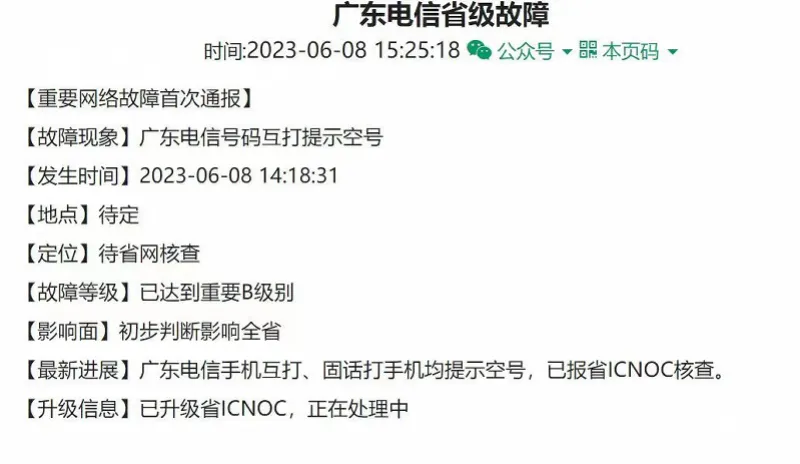 广东电信省级故障
时间:2023-06-08 15:25:18 公众号 本页码
【重要网络故障首次通报】
【故障现象】广东电信号码互打提示空号
【发生时间】2023-06-08 14:18:31
【地点】待定
【定位】待省网核查
【故障等级】已达到重要B级别
【影响面】初步判断影响全省
【最新进展】广东电信手机互打、固话打手机均提示空号，已报省ICNOC核查。
【升级信息】已升级省ICNOC，正在处理中